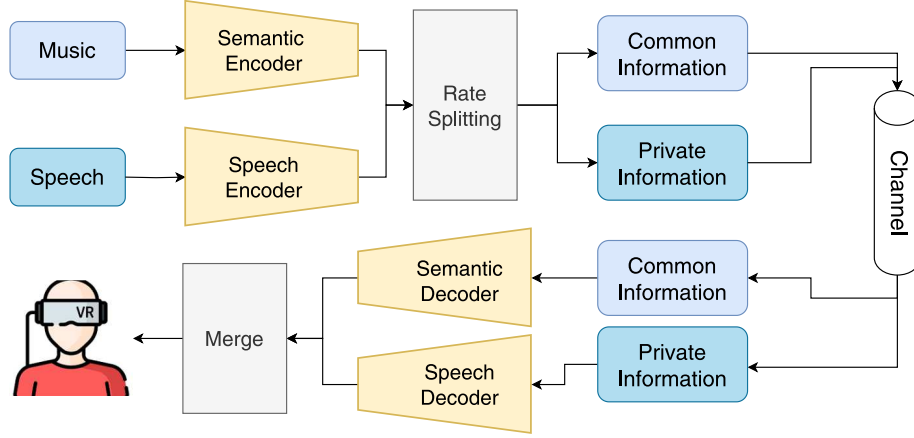 Music
Semantic
Encoder
Rate
Splitting
Common
Information
Speech
Speech
Encoder
Private
Information
Channel
VR
Merge
Semantic
Decoder
Common
Information
Speech
Decoder
Private
Information